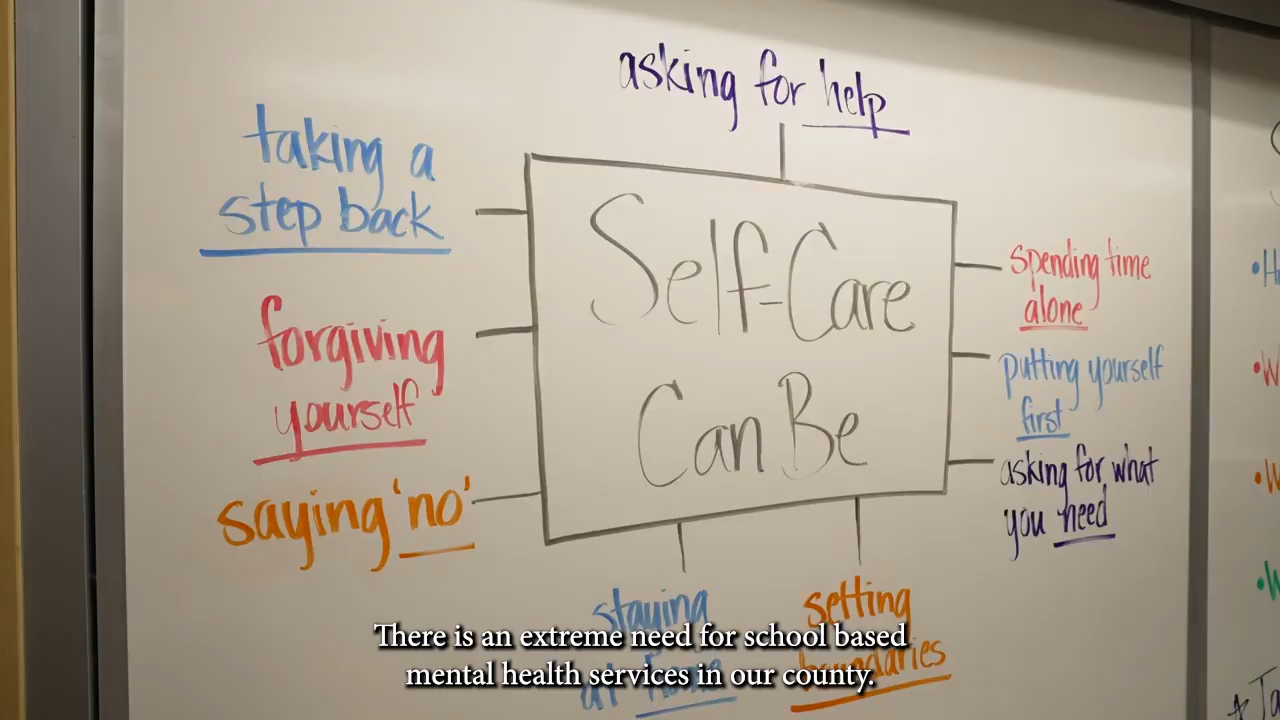 asking for help
taking a
step back
Self-Care
Can Be
spending time
alone
forgiving
yourself
putting yourself
first
saying 'no'
asking for what
you need
staying
at home
setting
boundaries
There is an extreme need for school based
mental health services in our county.